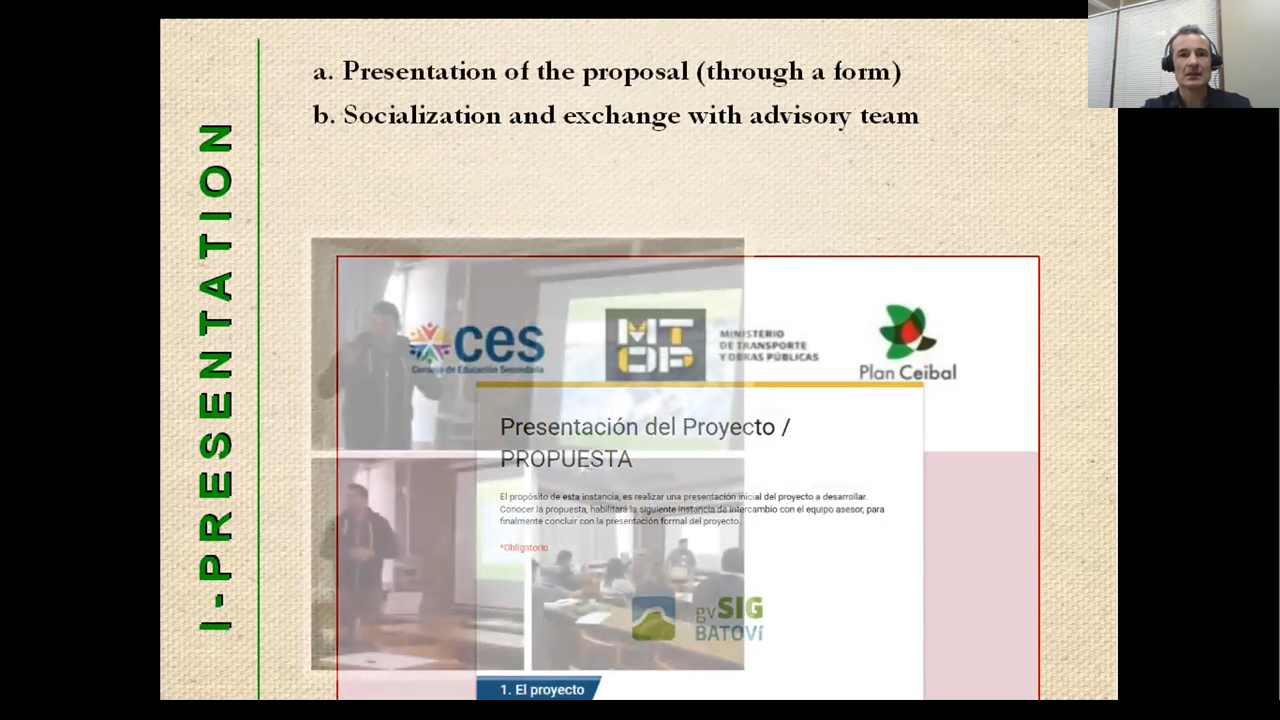 a. Presentation of the proposal (through a form)
b. Socialization and exchange with advisory team
I - PRESENTATION
ces
Consejo de Educación Secundaria
MT
OP
MINISTERIO
DE TRANSPORTE
Y OBRAS PÚBLICAS
Plan Ceibal
Presentación del Proyecto /
PROPUESTA
El propósito de esta instancia, es realizar una presentación inicial del proyecto a desarrollar.
Conocer la propuesta, habilitará la siguiente instancia de intercambio con el equipo asesor, para
finalmente concluir con la presentación formal del proyecto.
*Obligatorio
gvSIG
BATOVÍ
1. El proyecto